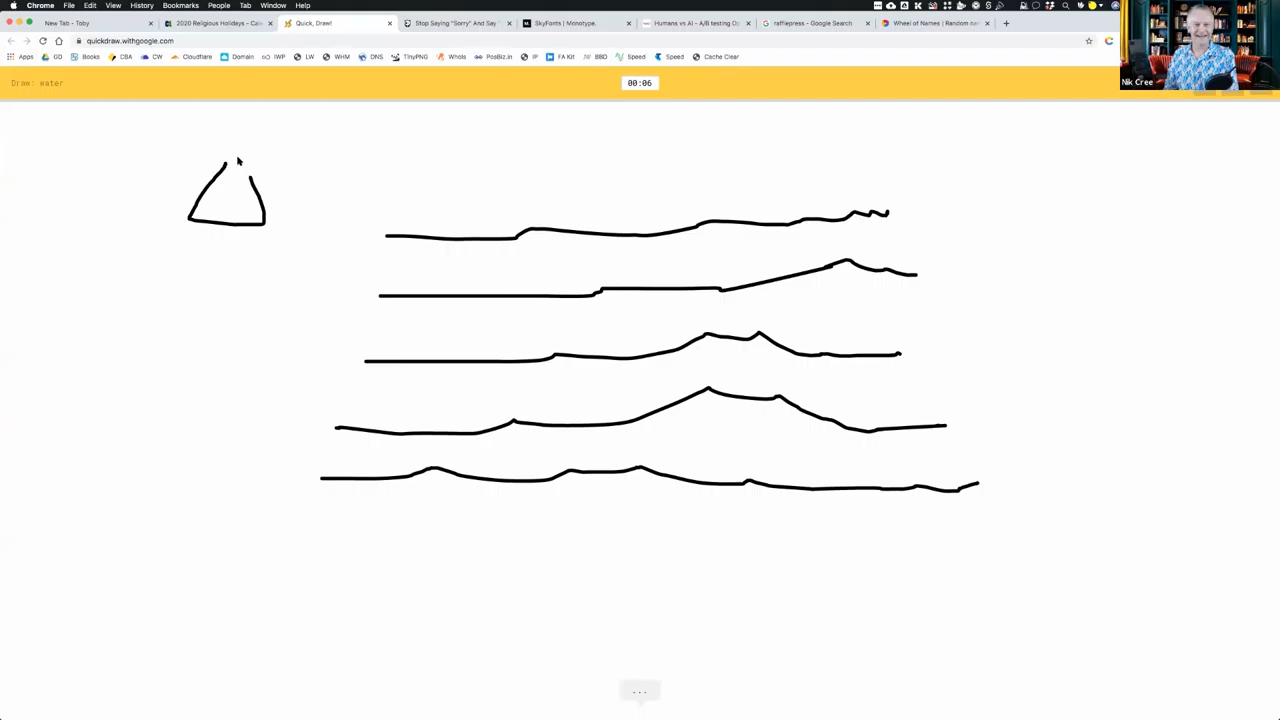 Chrome File Edit View History Bookmarks People Tab Window Help
New Tab - Toby
2020 Religious Holidays - Cale
Quick, Draw!
Stop Saying "Sorry" And Say
SkyFonts | Monotype.
Humans vs AI - A/B testing Op
rafflepress - Google Search
Wheel of Names | Random na
quickdraw.withgoogle.com
Apps GD Books CBA CW Cloudflare Domain IWP LW WHM DNS TinyPNG WhoIs PosBiz.in IP FA Kit BBD Speed Speed Cache Clear
Nik Cree
Draw: water
00:06
...